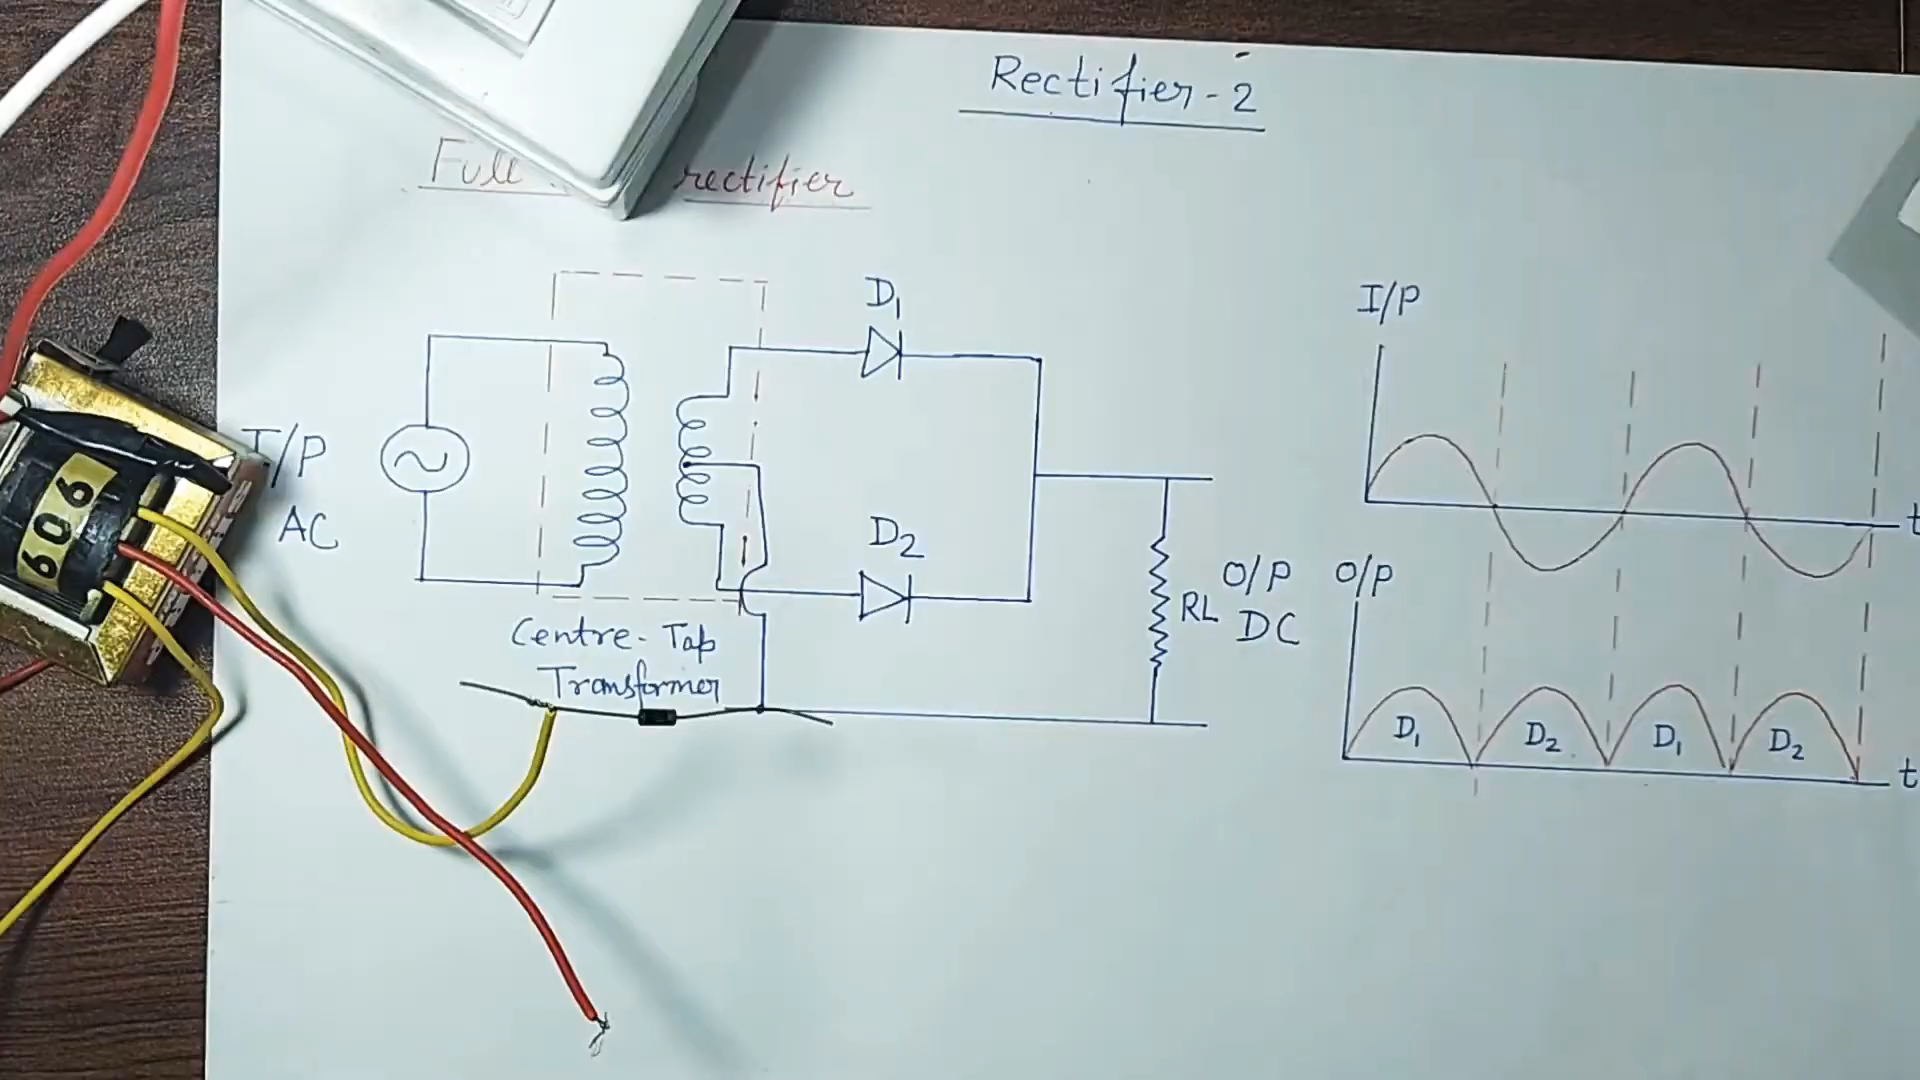 Rectifier-2
Full rectifier
I/P
AC
D1
D2
Centre-Tap
Transformer
RL
O/P
DC
I/P
t
O/P
D1 D2 D1 D2
t
606